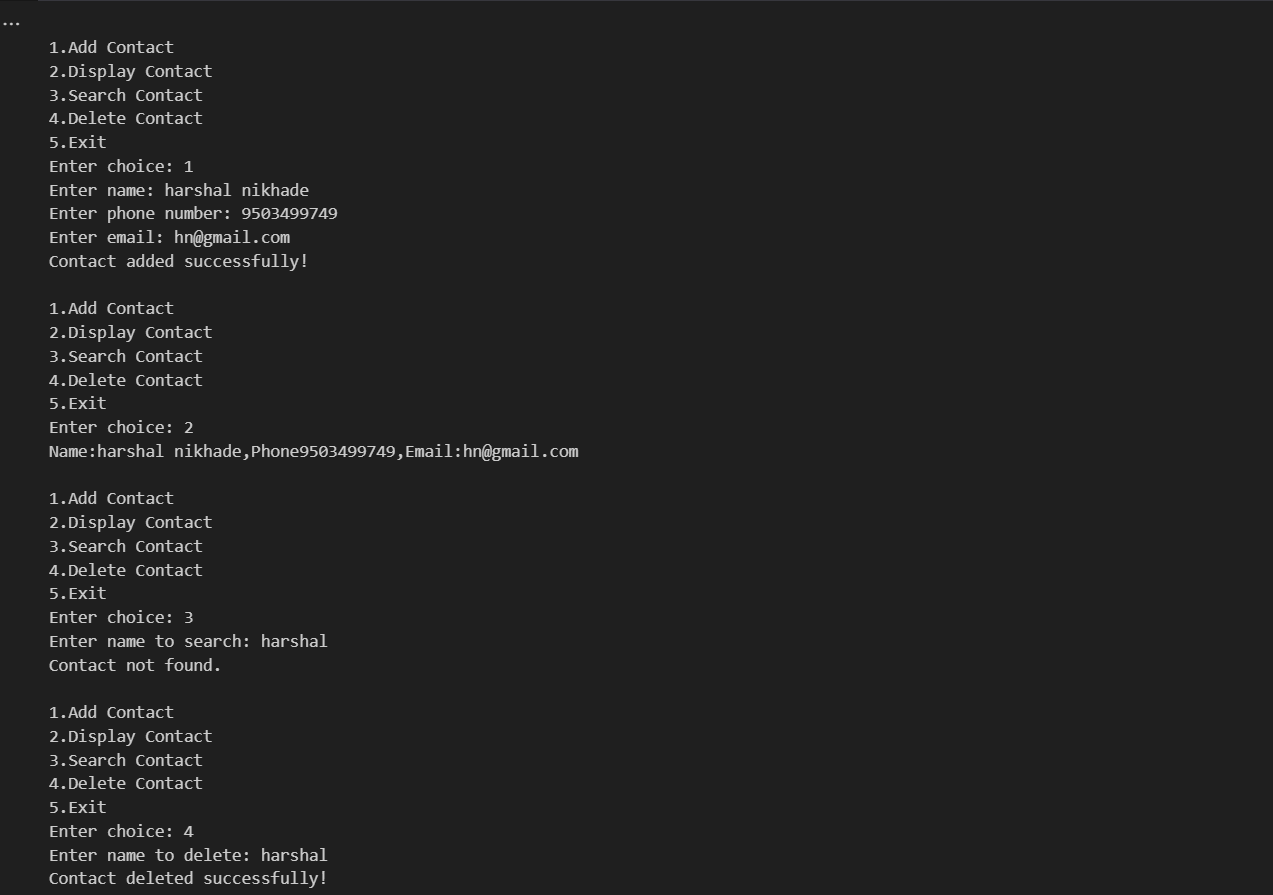 ...
1.Add Contact
2.Display Contact
3.Search Contact
4.Delete Contact
5.Exit
Enter choice: 1
Enter name: harshal nikhade
Enter phone number: 9503499749
Enter email: hn@gmail.com
Contact added successfully!
1.Add Contact
2.Display Contact
3.Search Contact
4.Delete Contact
5.Exit
Enter choice: 2
Name:harshal nikhade,Phone9503499749,Email:hn@gmail.com
1.Add Contact
2.Display Contact
3.Search Contact
4.Delete Contact
5.Exit
Enter choice: 3
Enter name to search: harshal
Contact not found.
1.Add Contact
2.Display Contact
3.Search Contact
4.Delete Contact
5.Exit
Enter choice: 4
Enter name to delete: harshal
Contact deleted successfully!